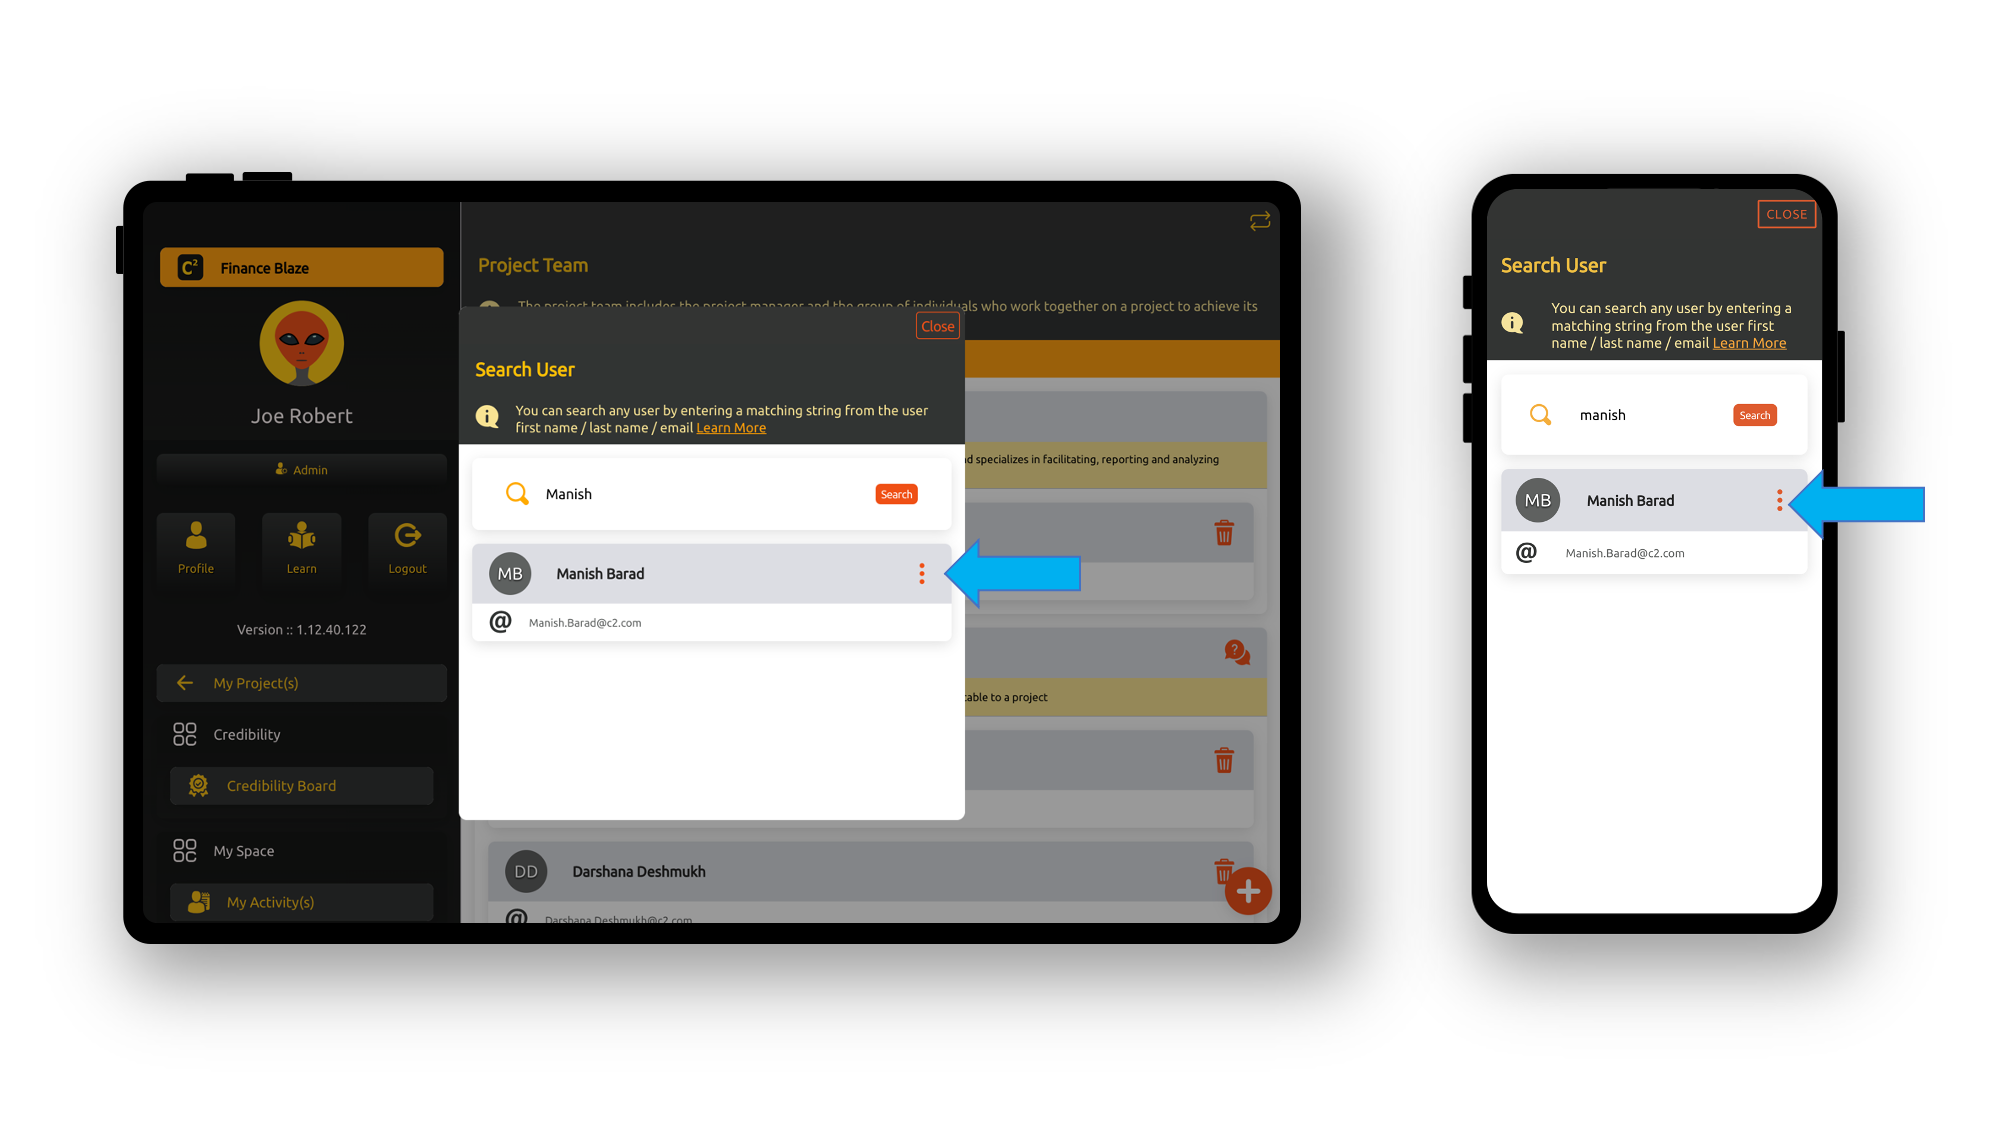 C²
Finance Blaze
Joe Robert
Admin
Profile
Learn
Logout
Version :: 1.12.40.122
My Project(s)
Credibility
Credibility Board
My Space
My Activity(s)
Project Team
The project team includes the project manager and the group of individuals who work together on a project to achieve its
nd specializes in facilitating, reporting and analyzing
table to a project
DD
Darshana Deshmukh
@
Darshana.Deshmukh@c2.com
Close
Search User
You can search any user by entering a matching string from the user
first name / last name / email Learn More
Manish
Search
MB
Manish Barad
@
Manish.Barad@c2.com
CLOSE
Search User
You can search any user by entering a
matching string from the user first
name / last name / email Learn More
manish
Search
MB
Manish Barad
@
Manish.Barad@c2.com